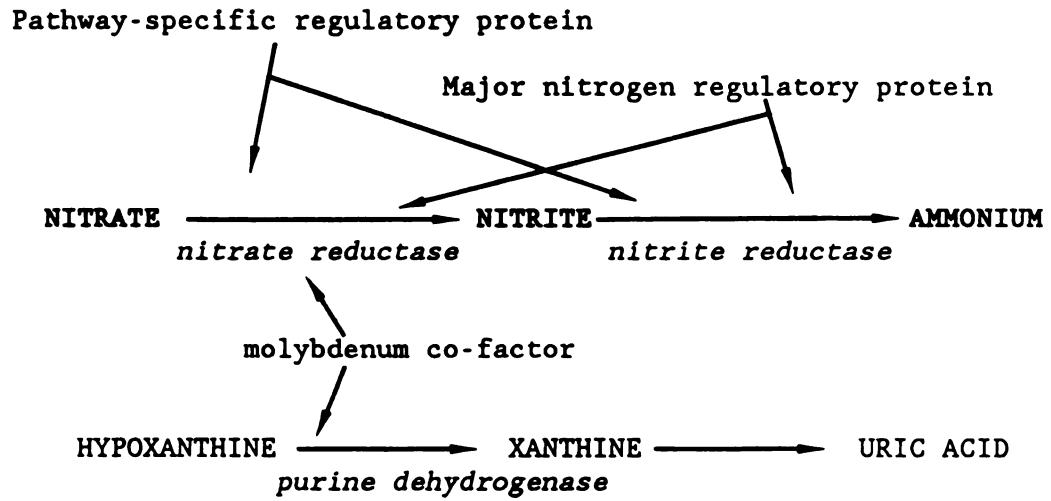 Pathway-specific regulatory protein
Major nitrogen regulatory protein
NITRATE NITRITE AMMONIUM
nitrate reductase nitrite reductase
molybdenum co-factor
HYPOXANTHINE XANTHINE URIC ACID
purine dehydrogenase